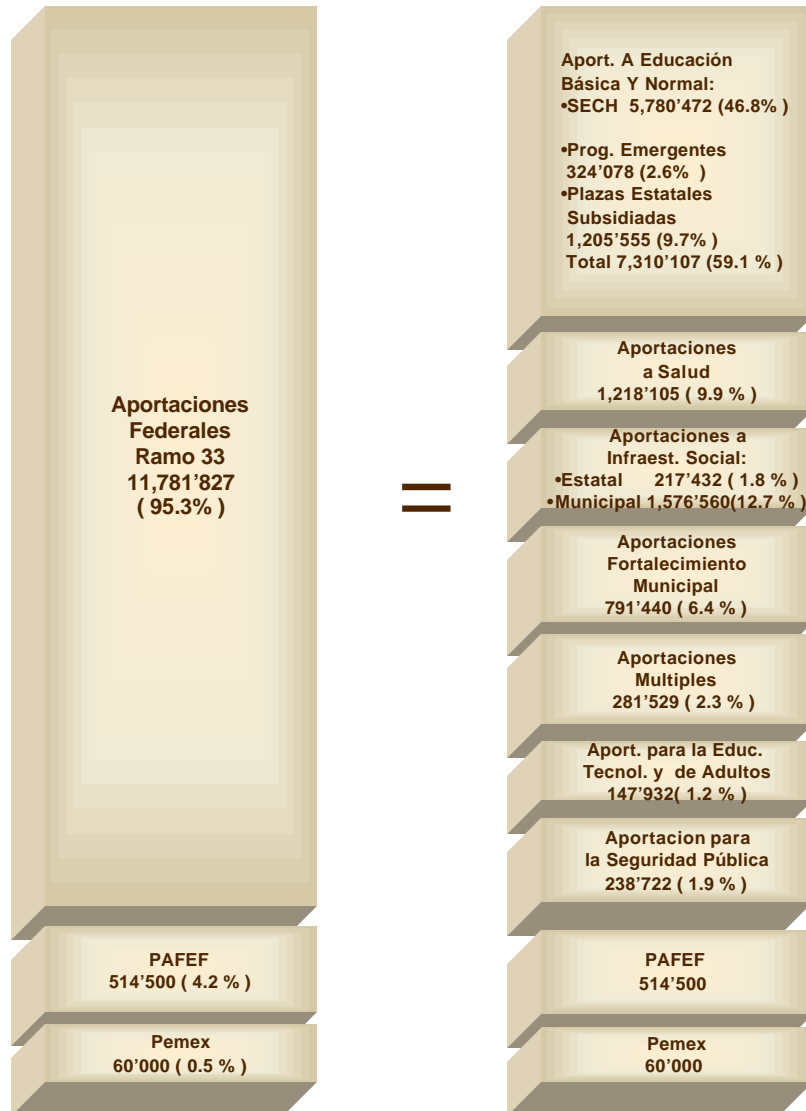 Aportaciones
Federales
Ramo 33
11,781’827
( 95.3% )
PAFEF
514’500 ( 4.2 % )
Pemex
60’000 ( 0.5 % )
=
Aport. A Educación
Básica Y Normal:
•SECH 5,780’472 (46.8% )
•Prog. Emergentes
324’078 (2.6% )
•Plazas Estatales
Subsidiadas
1,205’555 (9.7% )
Total 7,310’107 (59.1 % )
Aportaciones
a Salud
1,218’105 ( 9.9 % )
Aportaciones a
Infraest. Social:
•Estatal 217’432 ( 1.8 % )
•Municipal 1,576’560(12.7 % )
Aportaciones
Fortalecimiento
Municipal
791’440 ( 6.4 % )
Aportaciones
Multiples
281’529 ( 2.3 % )
Aport. para la Educ.
Tecnol. y de Adultos
147’932( 1.2 % )
Aportacion para
la Seguridad Pública
238’722 ( 1.9 % )
PAFEF
514’500
Pemex
60’000